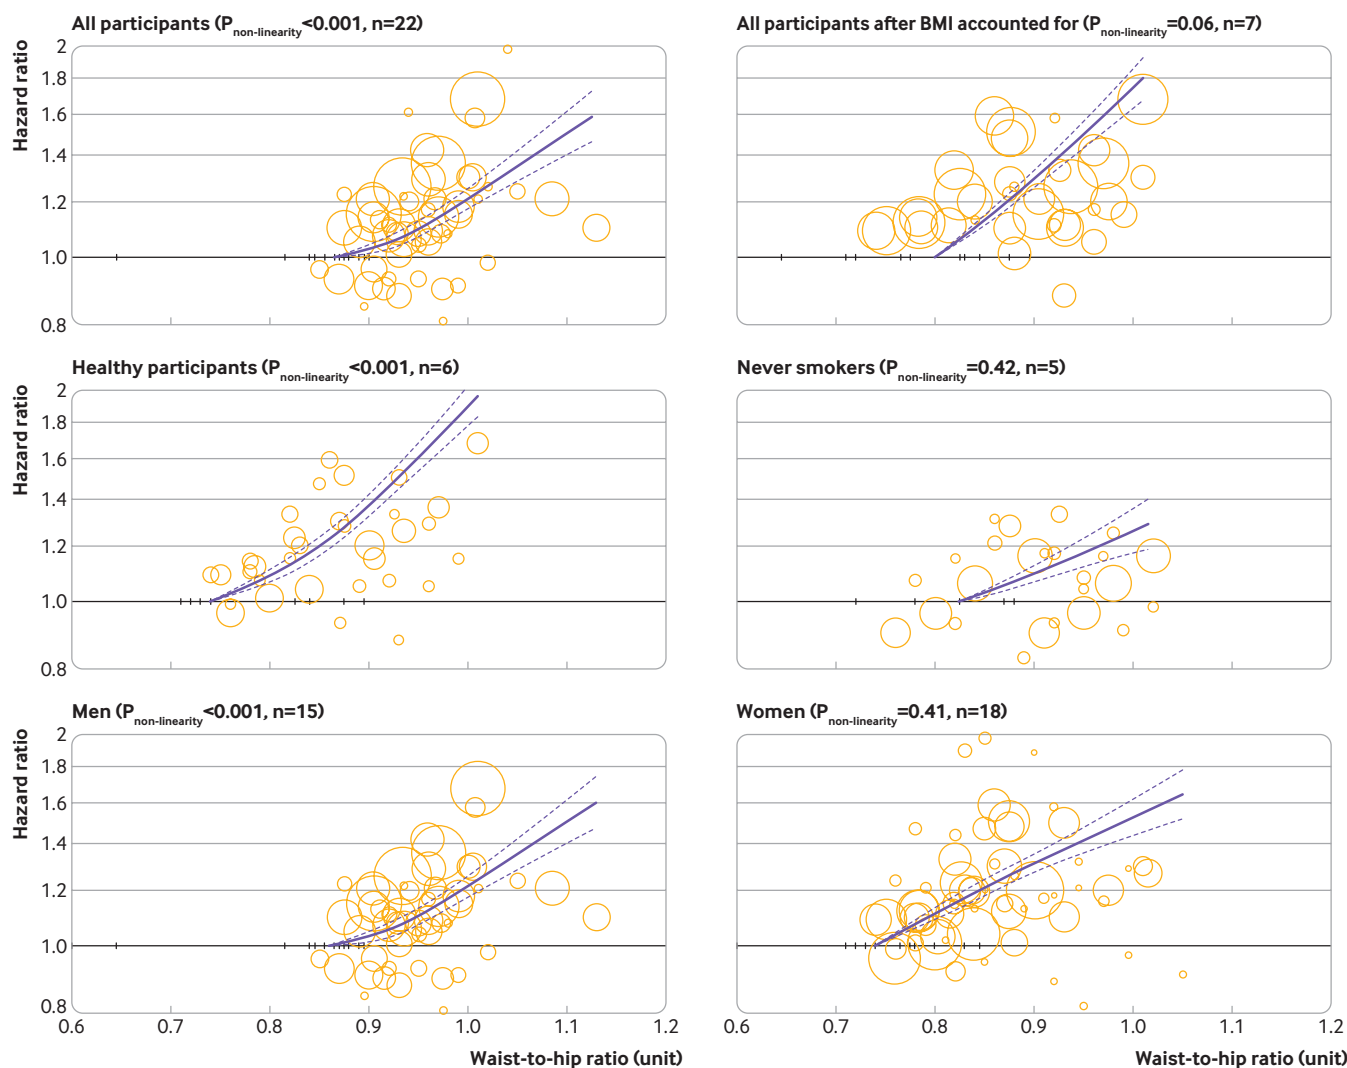 All participants (Pnon-linearity<0.001, n=22)
Hazard ratio
2
1.8
1.6
1.4
1.2
1.0
0.8
All participants after BMI accounted for (Pnon-linearity=0.06, n=7)
Healthy participants (Pnon-linearity<0.001, n=6)
Hazard ratio
2
1.8
1.6
1.4
1.2
1.0
0.8
Never smokers (Pnon-linearity=0.42, n=5)
Men (Pnon-linearity<0.001, n=15)
Hazard ratio
2
1.8
1.6
1.4
1.2
1.0
0.8
0.6 0.7 0.8 0.9 1.0 1.1 1.2
Waist-to-hip ratio (unit)
Women (Pnon-linearity=0.41, n=18)
0.6 0.7 0.8 0.9 1.0 1.1 1.2
Waist-to-hip ratio (unit)